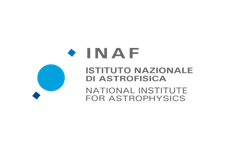 INAF
ISTITUTO NAZIONALE
DI ASTROFISICA
NATIONAL INSTITUTE
FOR ASTROPHYSICS